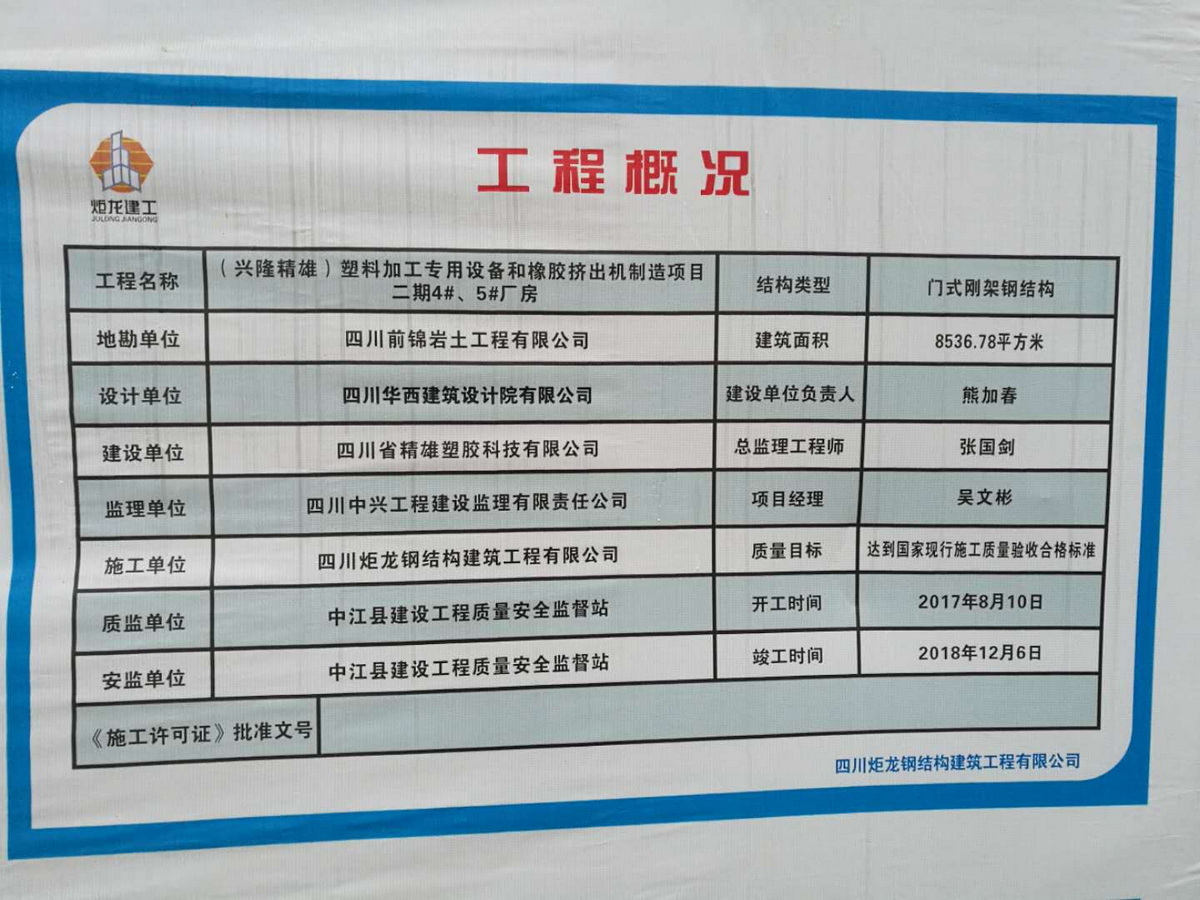 炬龙建工
JULONG JIANGONG
工程概况
工程名称
（兴隆精雄）塑料加工专用设备和橡胶挤出机制造项目
二期4#、5#厂房
结构类型
门式刚架钢结构
地勘单位
四川前锦岩土工程有限公司
建筑面积
8536.78平方米
设计单位
四川华西建筑设计院有限公司
建设单位负责人
熊加春
建设单位
四川省精雄塑胶科技有限公司
总监理工程师
张国剑
监理单位
四川中兴工程建设监理有限责任公司
项目经理
吴文彬
施工单位
四川炬龙钢结构建筑工程有限公司
质量目标
达到国家现行施工质量验收合格标准
质监单位
中江县建设工程质量安全监督站
开工时间
2017年8月10日
安监单位
中江县建设工程质量安全监督站
竣工时间
2018年12月6日
《施工许可证》批准文号
四川炬龙钢结构建筑工程有限公司